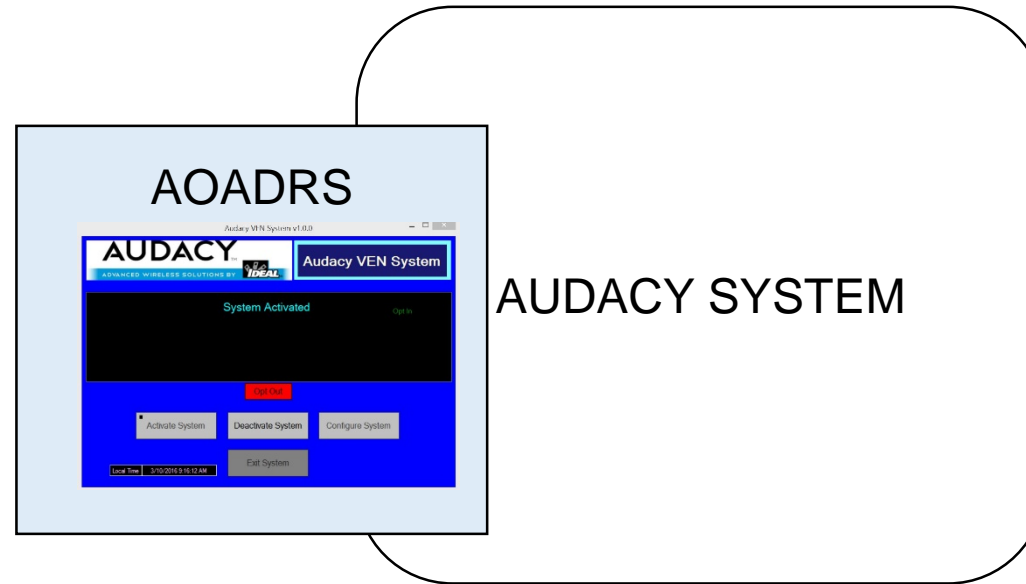 AOADRS
Audacy VEN System v1.0.0
AUDACY™
ADVANCED WIRELESS SOLUTIONS BY IDEAL
Audacy VEN System
System Activated
Opt In
Opt Out
Activate System
Deactivate System
Configure System
Exit System
Local Time 3/10/2016 9:16:12 AM
AUDACY SYSTEM